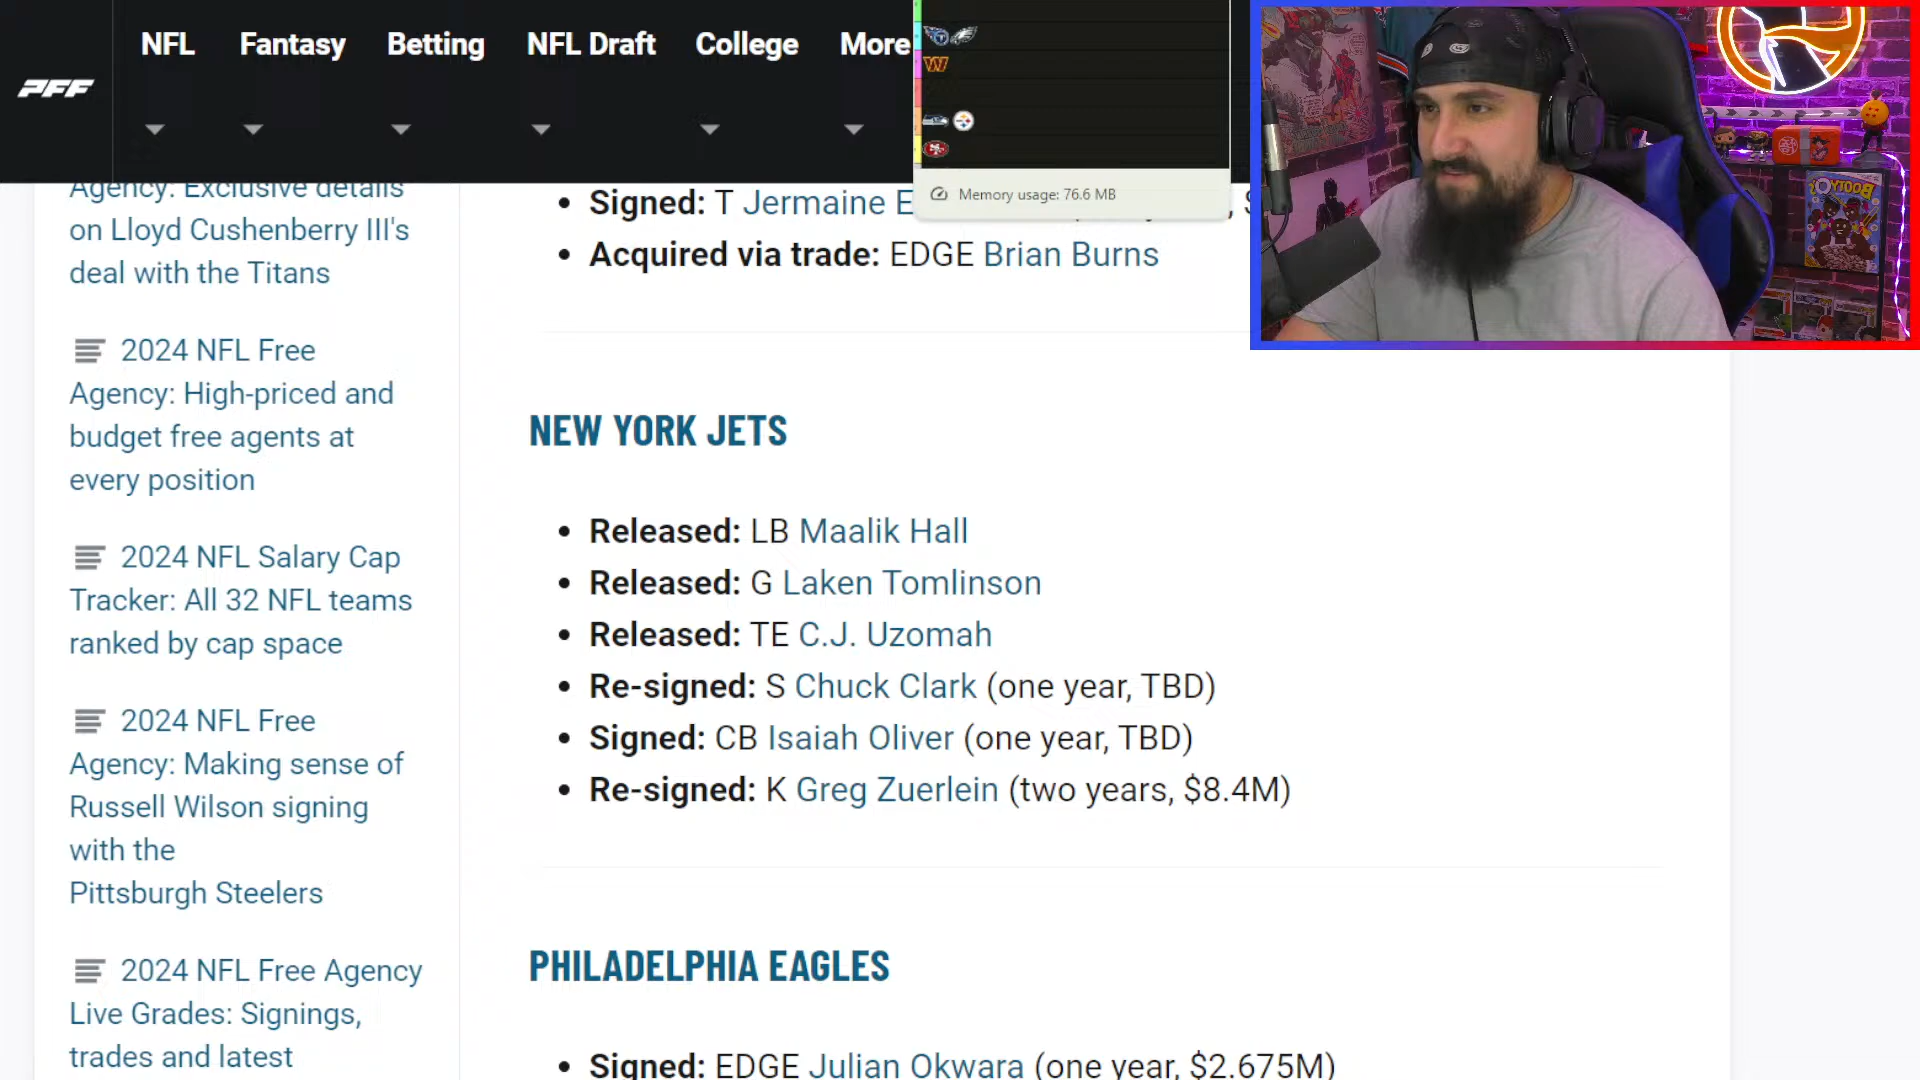 PFF
NFL Fantasy Betting NFL Draft College More
Memory usage: 76.6 MB
Agency: Exclusive details
on Lloyd Cushenberry III's
deal with the Titans
2024 NFL Free
Agency: High-priced and
budget free agents at
every position
2024 NFL Salary Cap
Tracker: All 32 NFL teams
ranked by cap space
2024 NFL Free
Agency: Making sense of
Russell Wilson signing
with the
Pittsburgh Steelers
2024 NFL Free Agency
Live Grades: Signings,
trades and latest
• Signed: T Jermaine
• Acquired via trade: EDGE Brian Burns
NEW YORK JETS
• Released: LB Maalik Hall
• Released: G Laken Tomlinson
• Released: TE C.J. Uzomah
• Re-signed: S Chuck Clark (one year, TBD)
• Signed: CB Isaiah Oliver (one year, TBD)
• Re-signed: K Greg Zuerlein (two years, $8.4M)
PHILADELPHIA EAGLES
• Signed: EDGE Julian Okwara (one year, $2.675M)